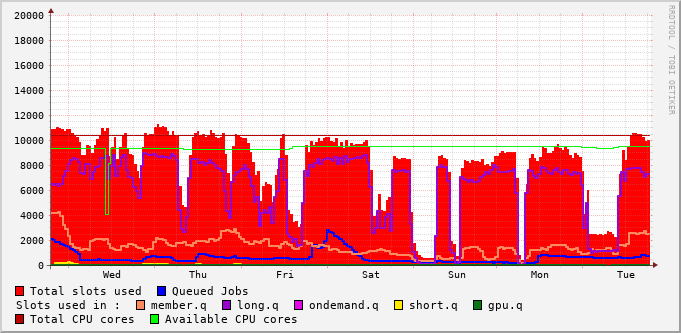 20000
18000
16000
14000
12000
10000
8000
6000
4000
2000
0
Wed Thu Fri Sat Sun Mon Tue
RRDTOOL / TOBI OETIKER
Total slots used Queued Jobs
Slots used in : member.q long.q ondemand.q short.q gpu.q
Total CPU cores Available CPU cores